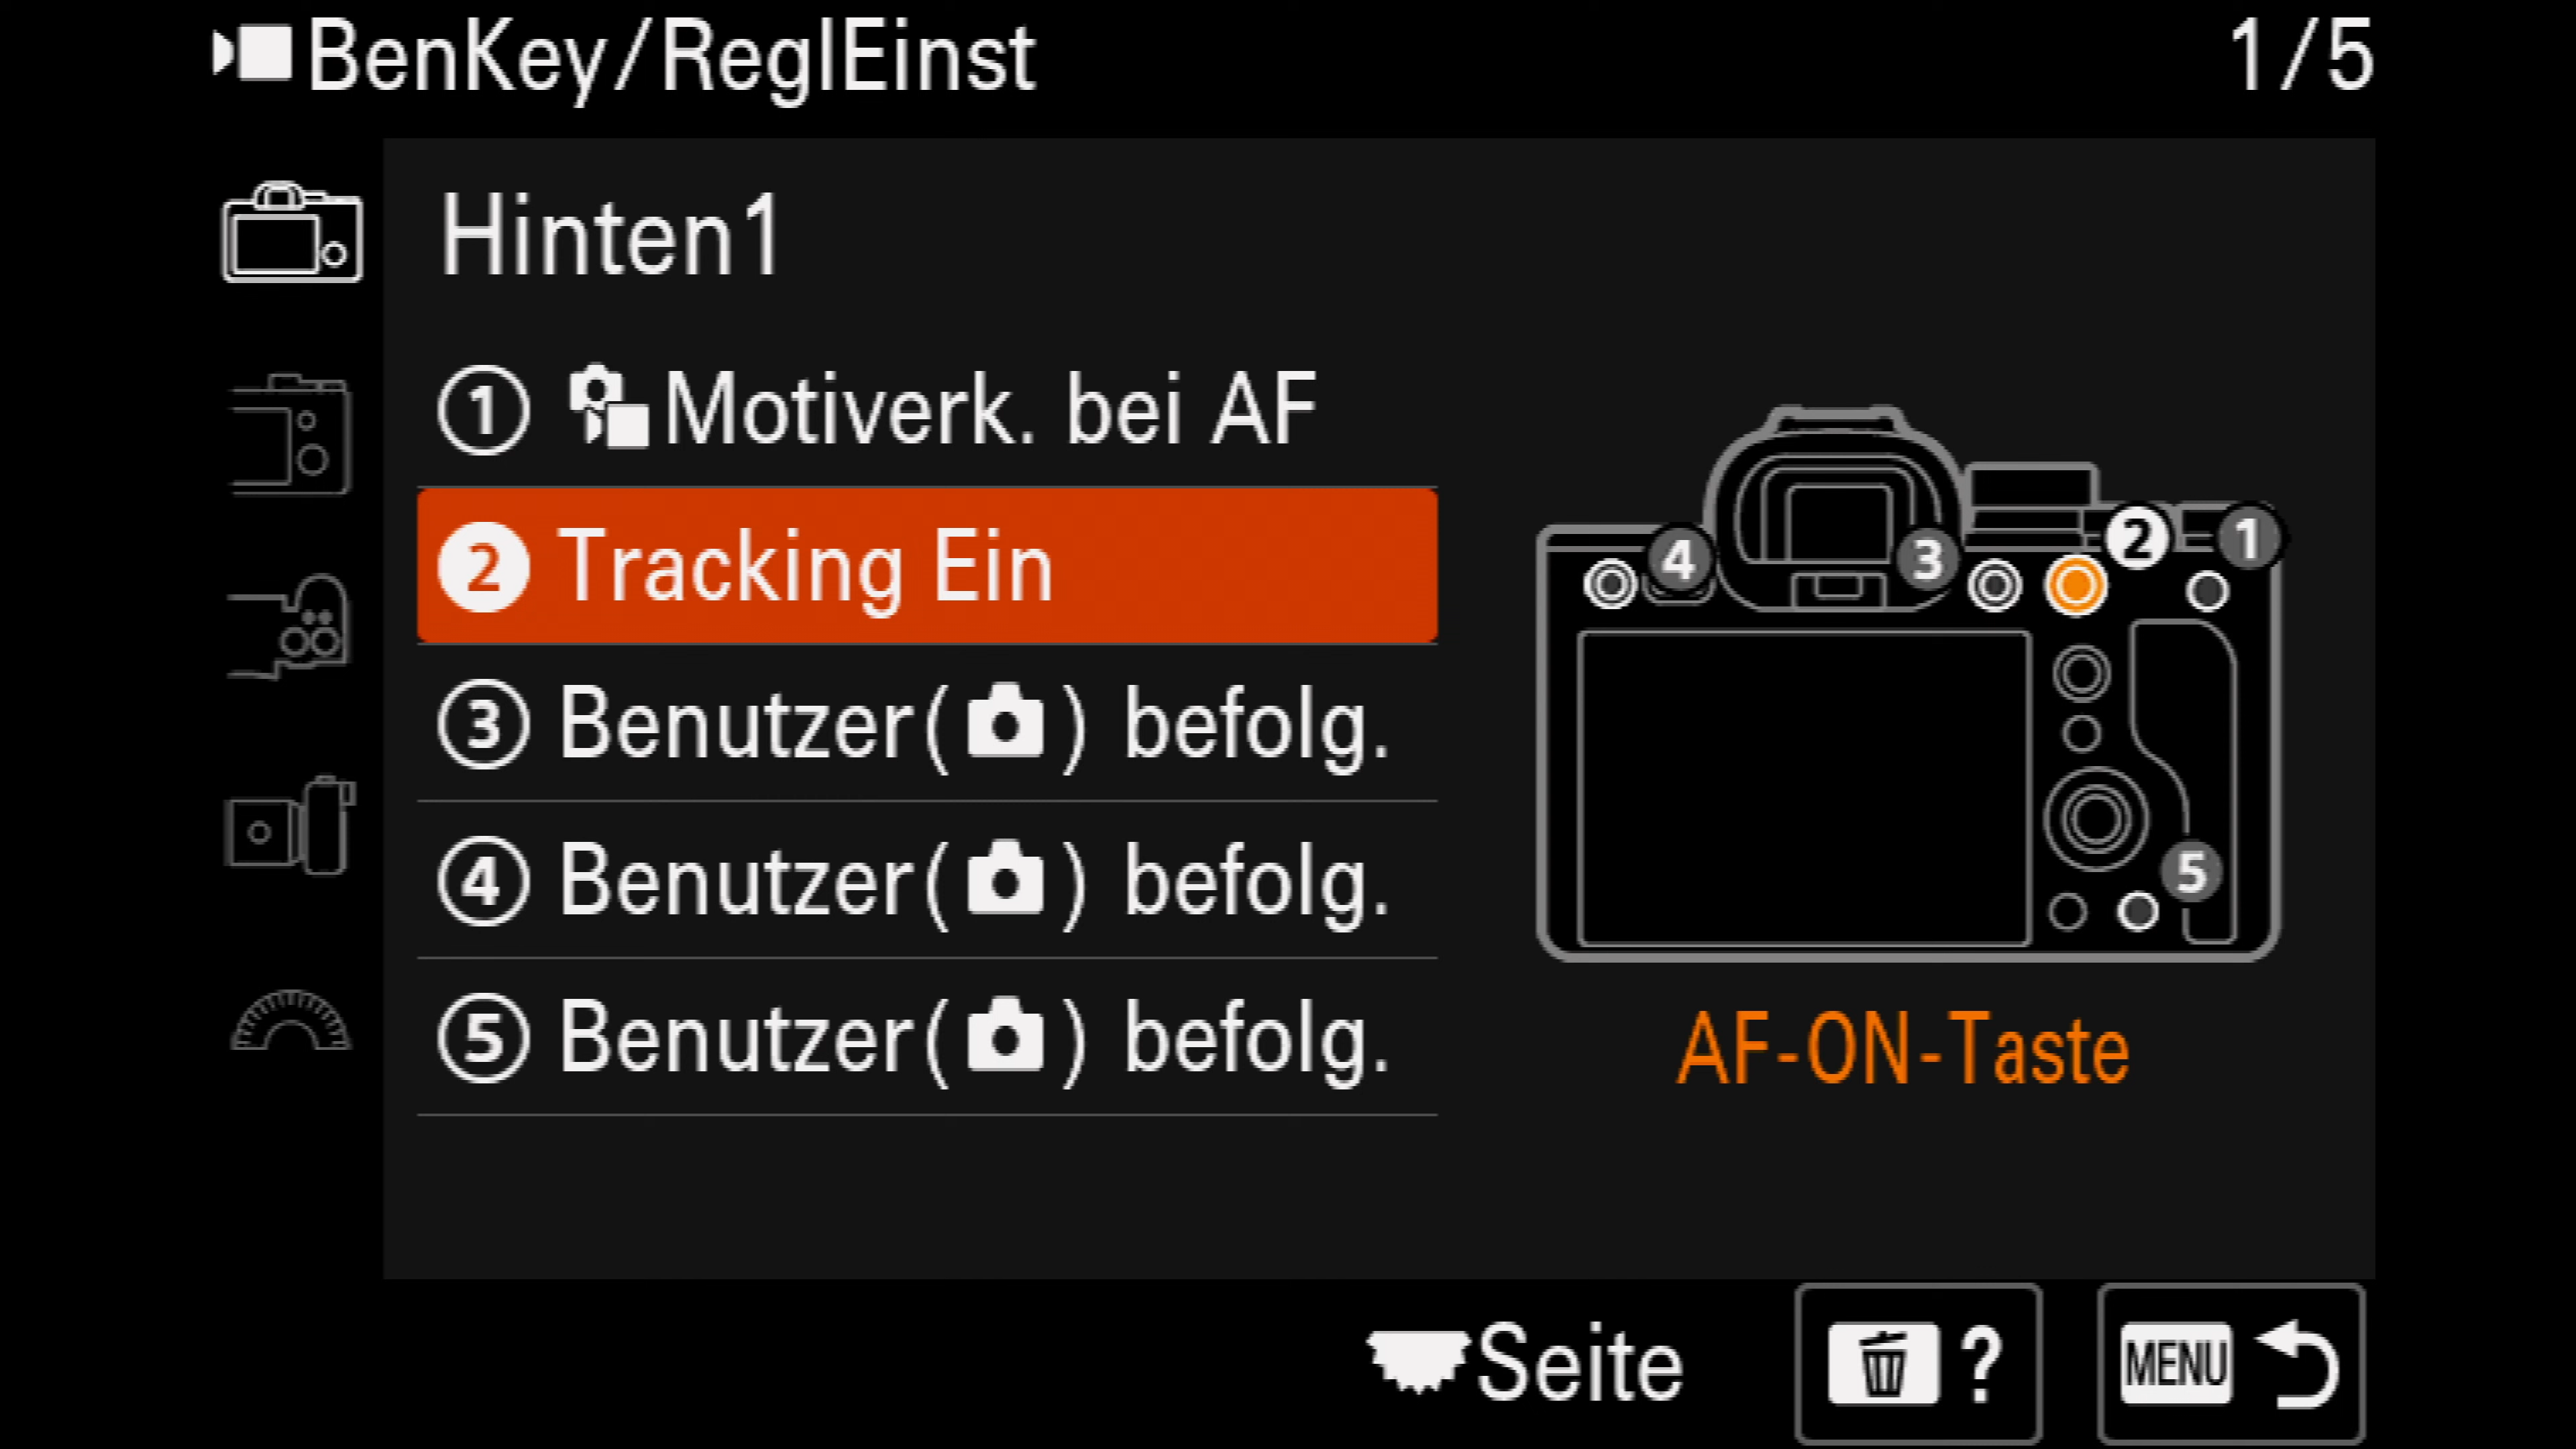 BenKey/ReglEinst 1/5
Hinten1
① Motiverk. bei AF
② Tracking Ein
③ Benutzer( ) befolg.
④ Benutzer( ) befolg.
⑤ Benutzer( ) befolg.
4 3 2 1
5
AF-ON-Taste
Seite ? MENU